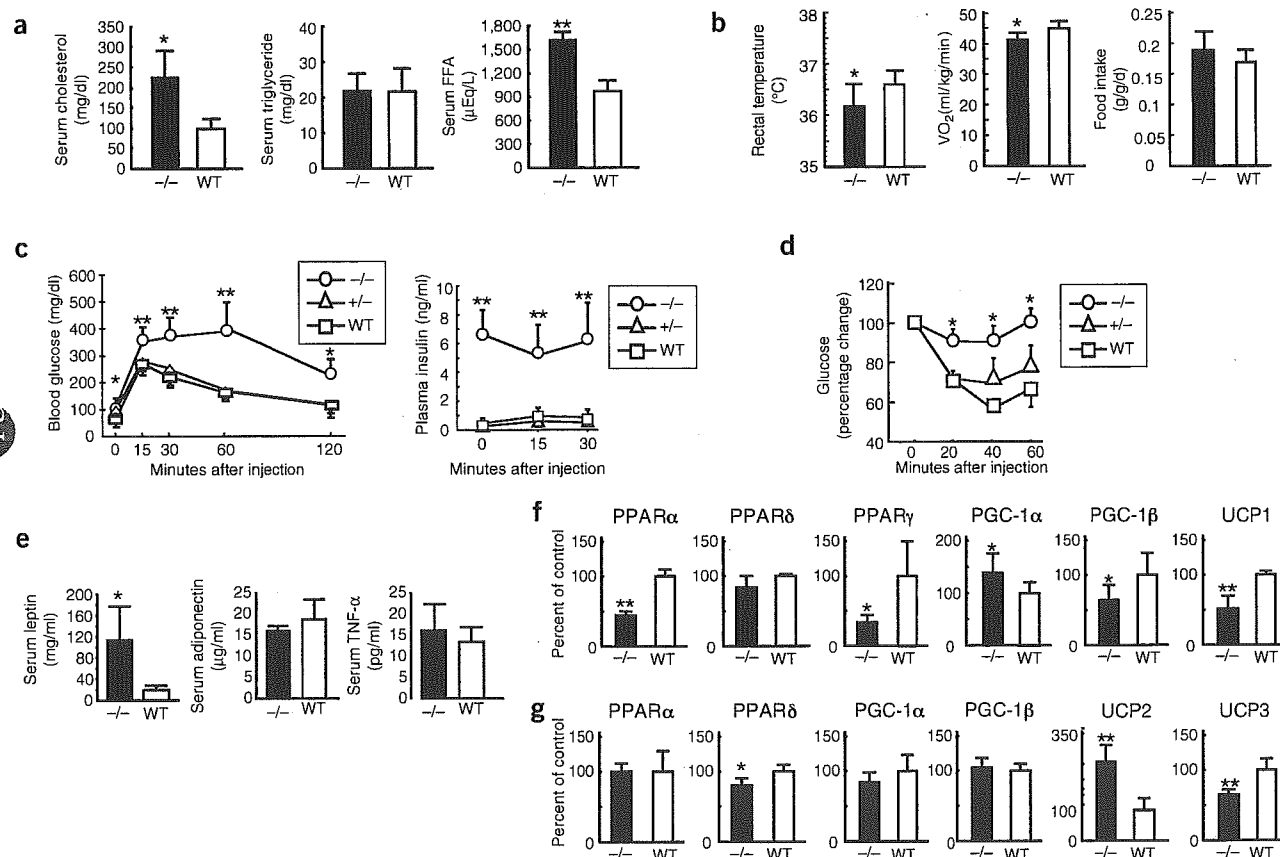 a
Serum cholesterol
(mg/dl)
350
300
250
200
150
100
50
0
*
−/− WT
Serum triglyceride
(mg/dl)
40
30
20
10
0
−/− WT
Serum FFA
(μEq/L)
1,800
1,500
1,200
900
600
300
0
**
−/− WT
b
Rectal temperature
(°C)
38
37
36
35
*
−/− WT
VO2(ml/kg/min)
50
40
30
20
10
0
*
−/− WT
Food intake
(g/g/d)
0.2
0.15
0.1
0.05
0
−/− WT
c
Blood glucose (mg/dl)
600
500
400
300
200
100
0
* ** ** ** *
−/−
+/−
WT
0 15 30 60 120
Minutes after injection
Plasma insulin (ng/ml)
10
8
6
4
2
0
** ** **
−/−
+/−
WT
0 15 30
Minutes after injection
d
Glucose
(percentage change)
120
100
80
60
40
* * *
−/−
+/−
WT
0 20 40 60
Minutes after injection
e
Serum leptin
(mg/ml)
200
160
120
80
40
0
*
−/− WT
Serum adiponectin
(μg/ml)
25
20
15
10
5
0
−/− WT
Serum TNF-α
(pg/ml)
25
20
15
10
5
0
−/− WT
f
Percent of control
PPARα
150
100
0
**
−/− WT
PPARδ
150
100
0
−/− WT
PPARγ
150
100
0
*
−/− WT
PGC-1α
200
100
0
*
−/− WT
PGC-1β
150
100
0
*
−/− WT
UCP1
150
100
0
**
−/− WT
g
Percent of control
PPARα
150
100
0
−/− WT
PPARδ
150
100
0
*
−/− WT
PGC-1α
150
100
0
−/− WT
PGC-1β
150
100
0
−/− WT
UCP2
350
100
0
**
−/− WT
UCP3
150
100
0
**
−/− WT